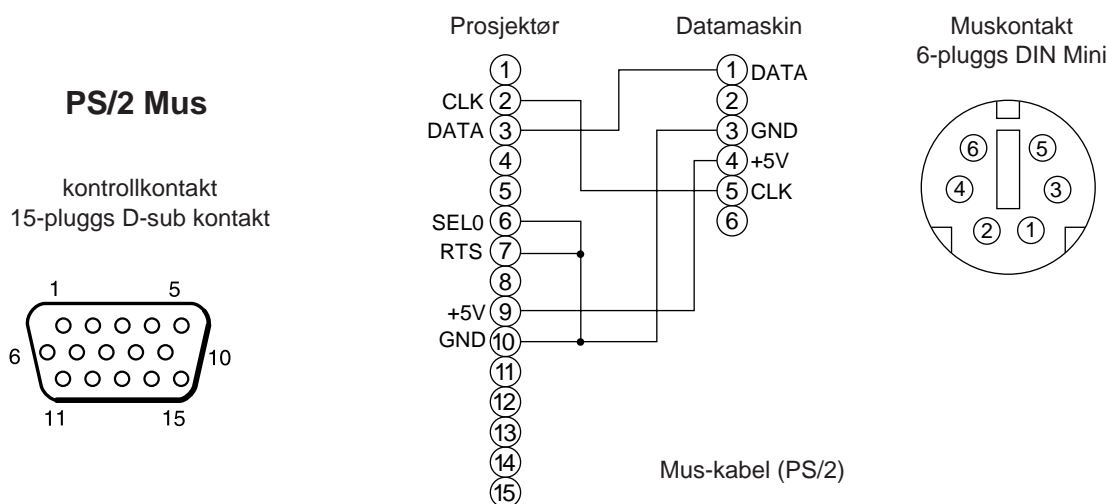 PS/2 Mus
kontrollkontakt
15-pluggs D-sub kontakt
1 5
6 10
11 15
Prosjektør Datamaskin
1 1 DATA
CLK 2 2
DATA 3 3 GND
4 4 +5V
5 5 CLK
SEL0 6 6
RTS 7
8
+5V 9
GND 10
11
12
13
14
15
Mus-kabel (PS/2)
Muskontakt
6-pluggs DIN Mini
6 5
4 3
2 1